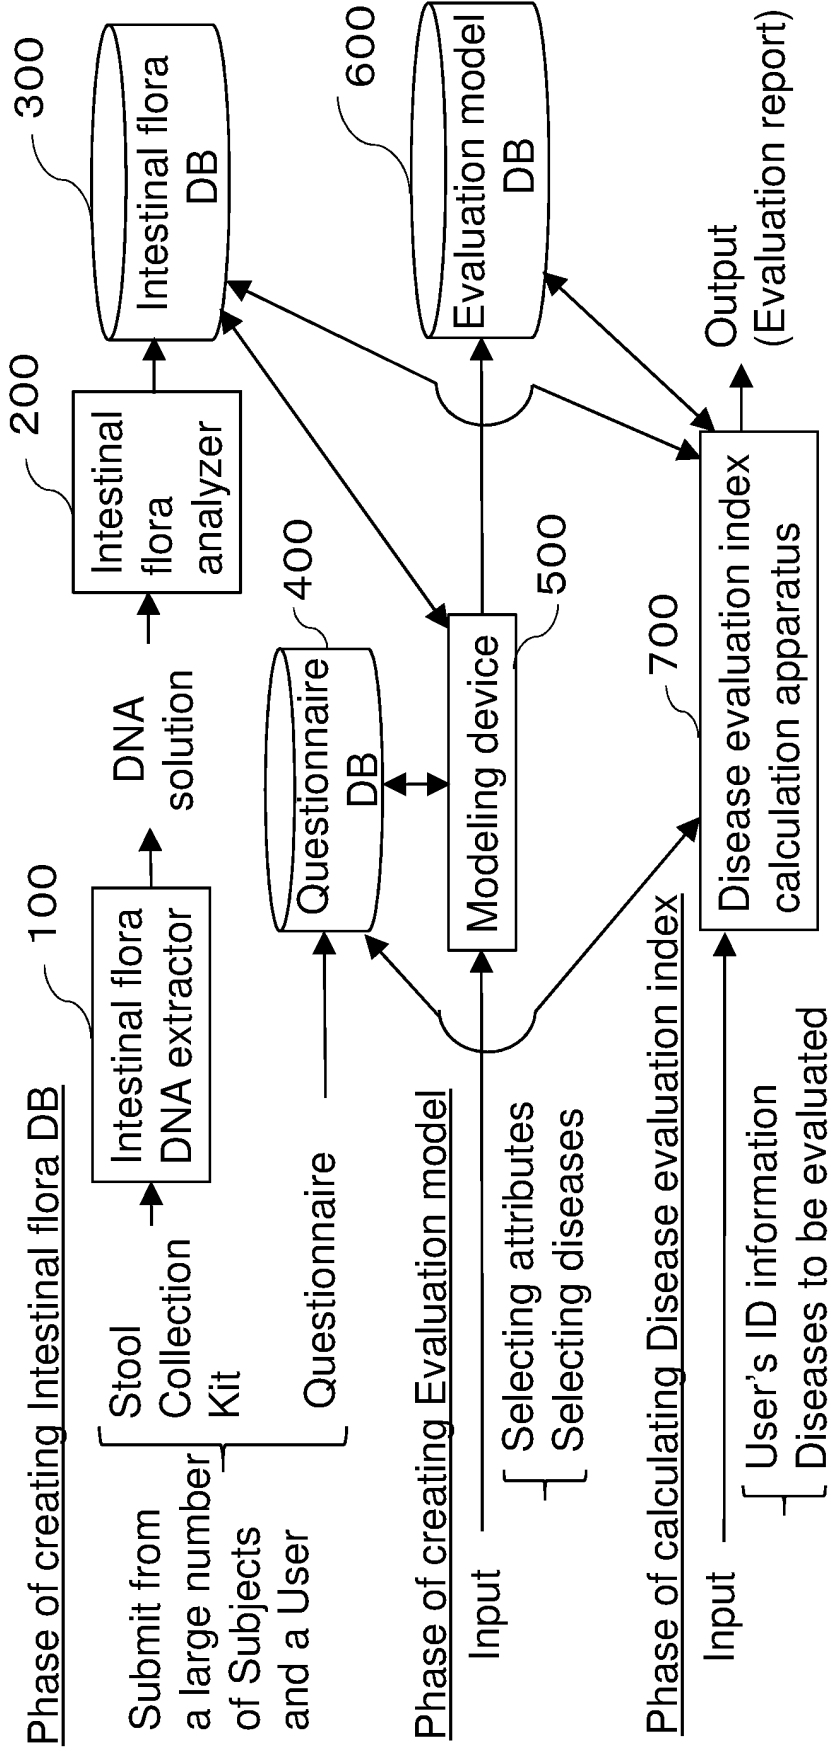 Phase of creating Intestinal flora DB
Submit from
a large number
of Subjects
and a User
Stool
Collection
Kit
Questionnaire
100
Intestinal flora
DNA extractor
DNA
solution
200
Intestinal
flora
analyzer
300
Intestinal flora
DB
400
Questionnaire
DB
Phase of creating Evaluation model
Input
Selecting attributes
Selecting diseases
500
Modeling device
600
Evaluation model
DB
Phase of calculating Disease evaluation index
Input
User's ID information
Diseases to be evaluated
700
Disease evaluation index
calculation apparatus
Output
(Evaluation report)